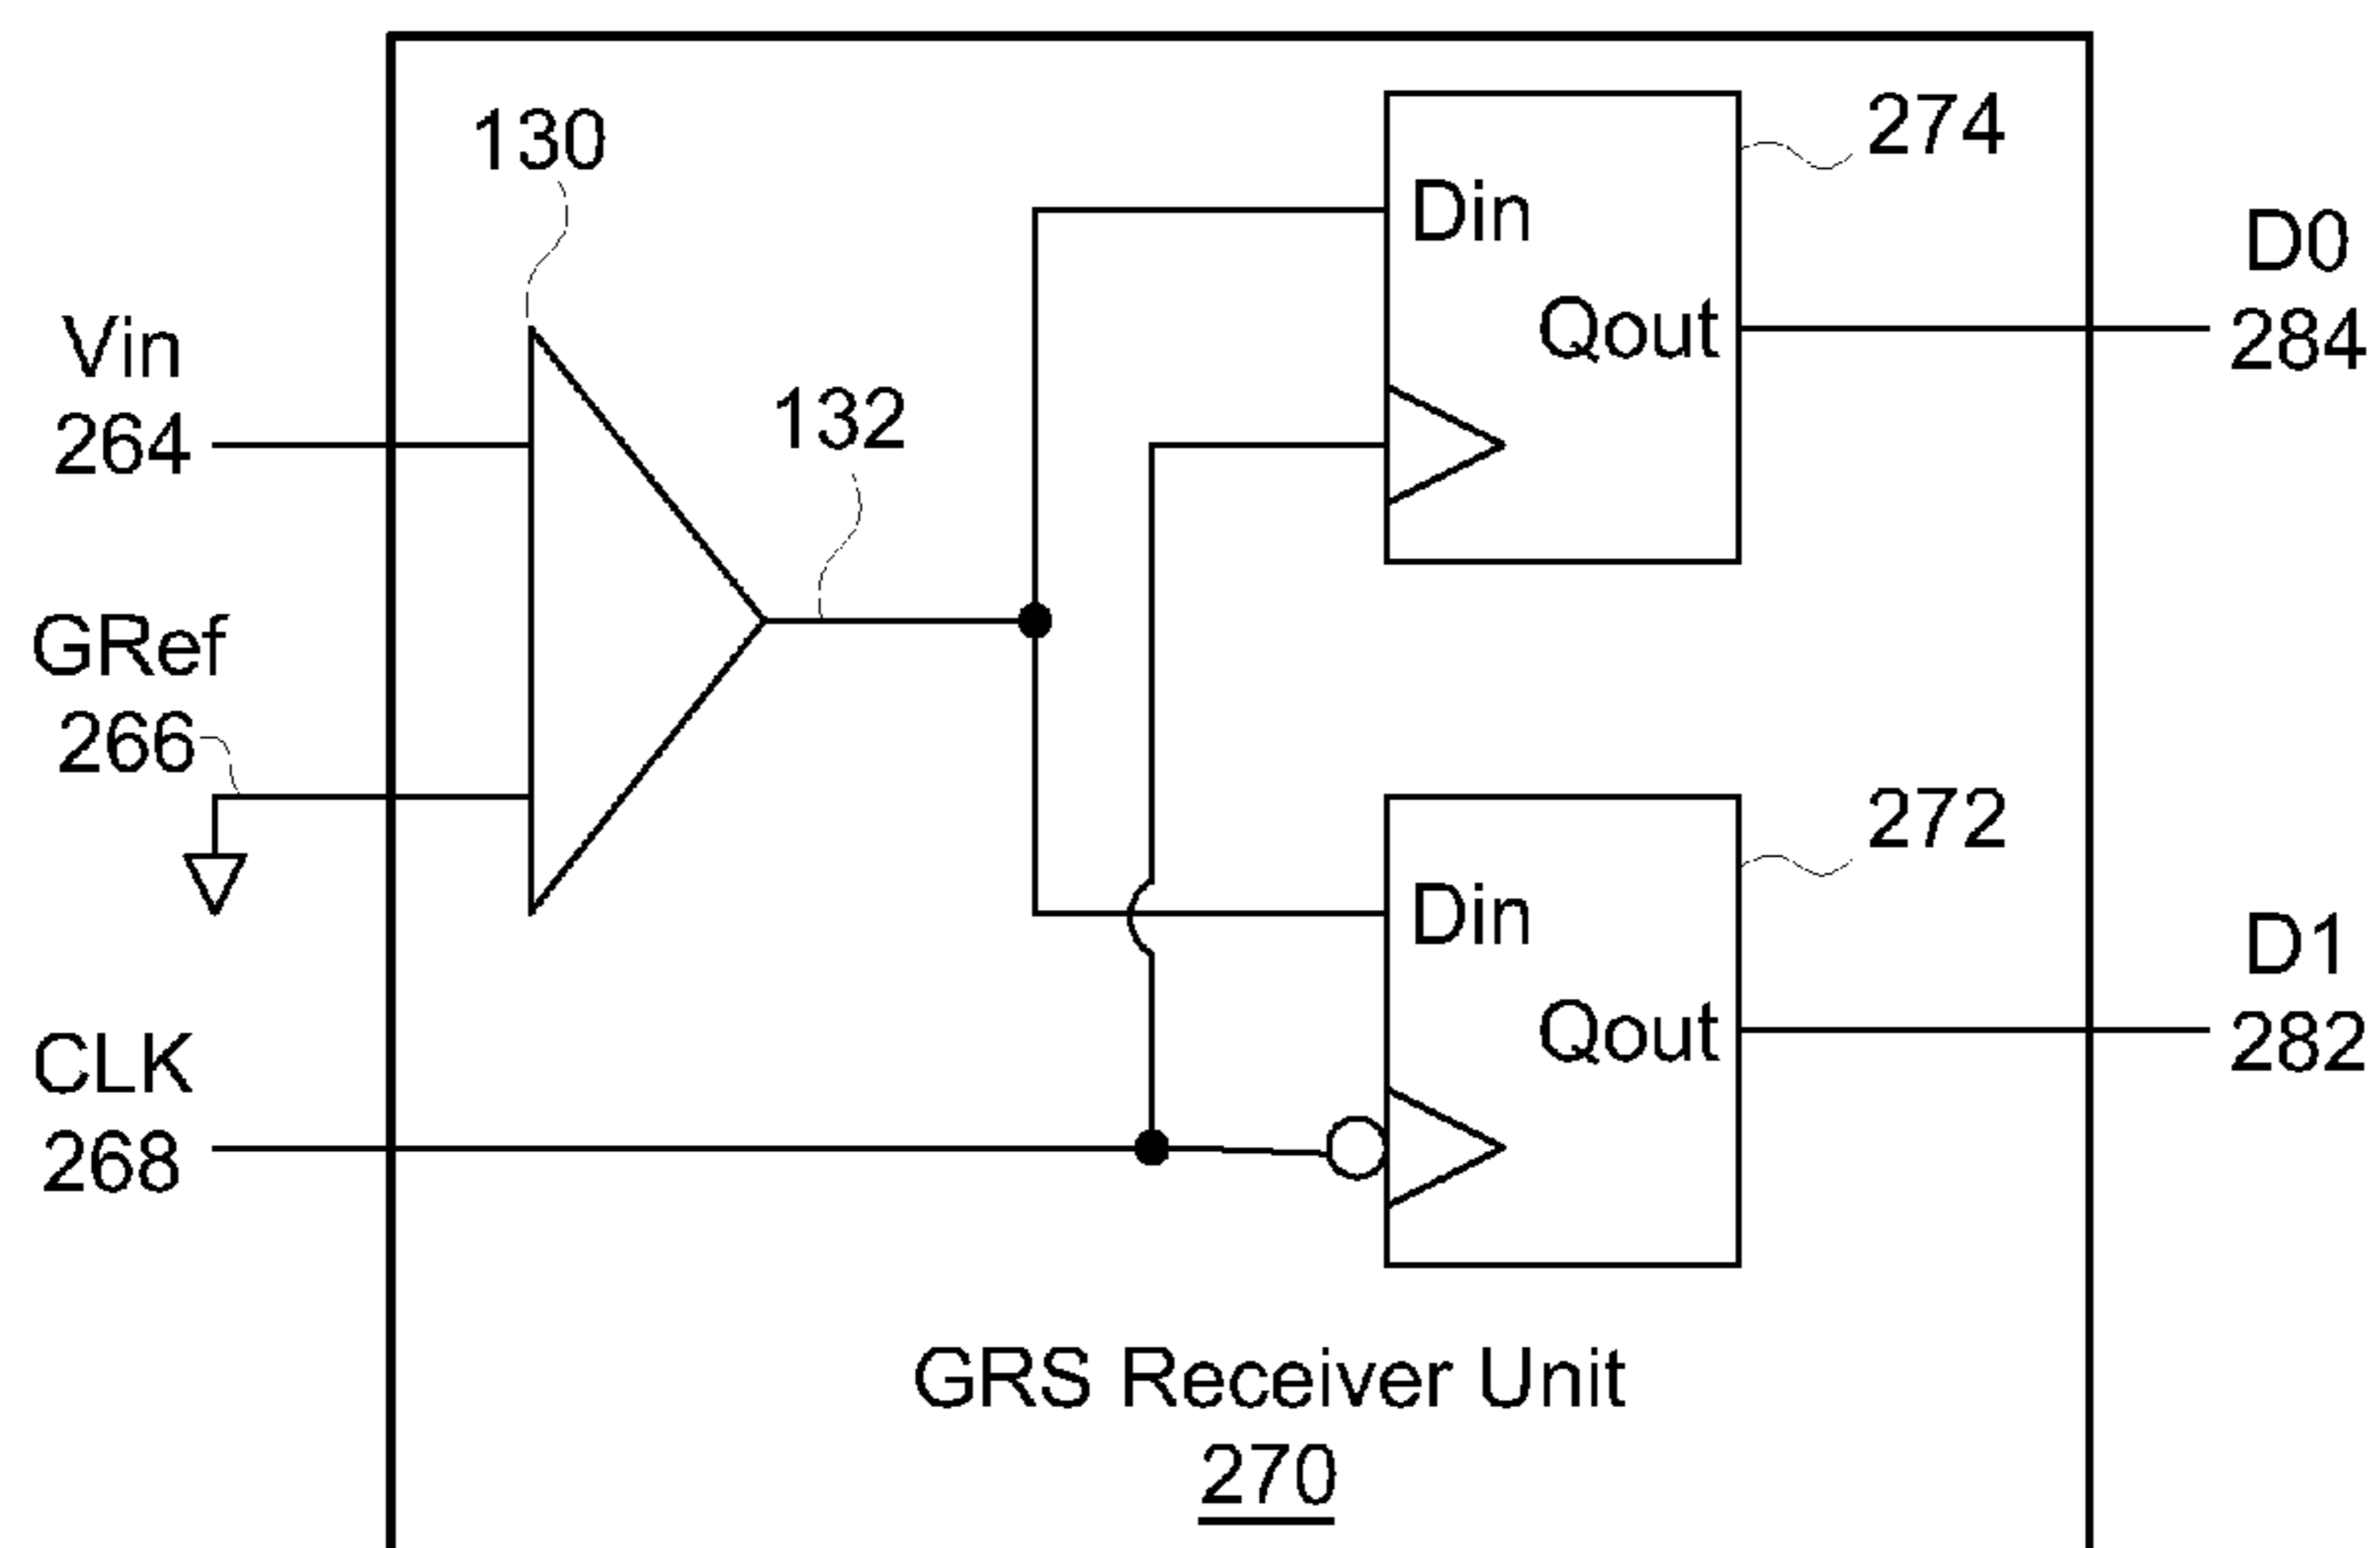 130
274
Din
D0
284
Qout
Vin
264
132
GRef
266
272
Din
D1
282
Qout
CLK
268
GRS Receiver Unit
270